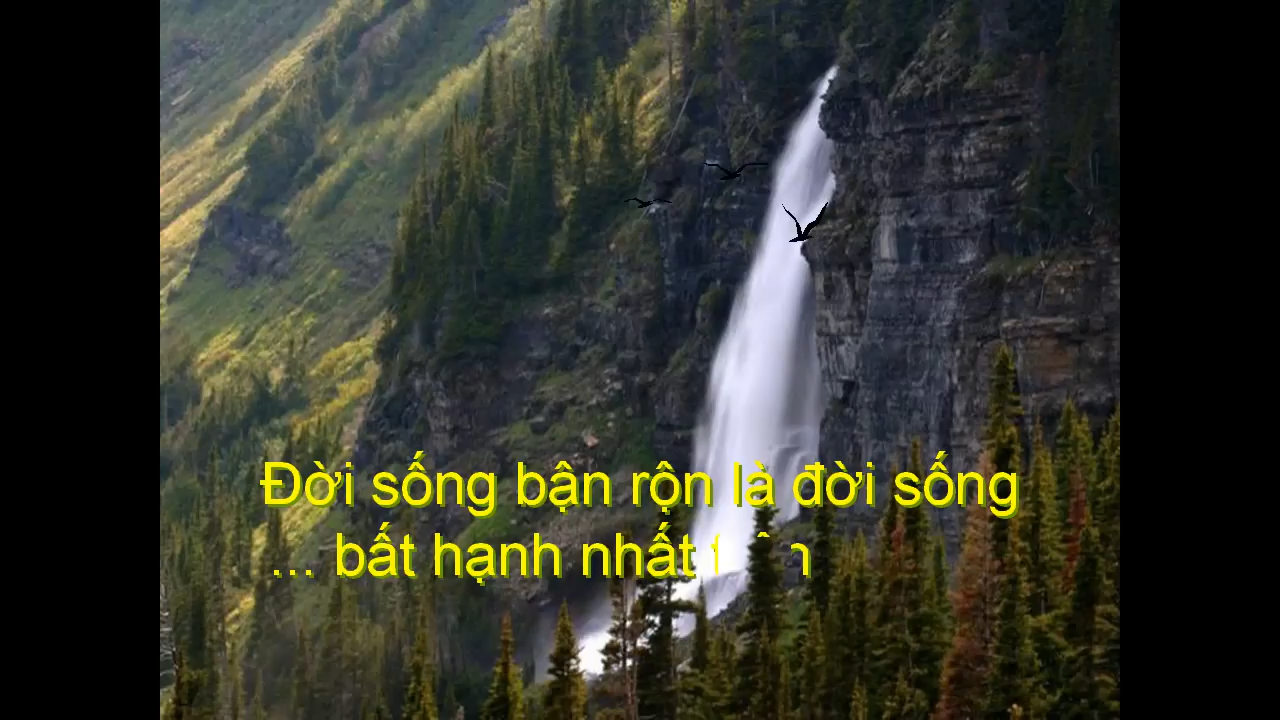 Đời sống bận rộn là đời sống
... bất hạnh nhất